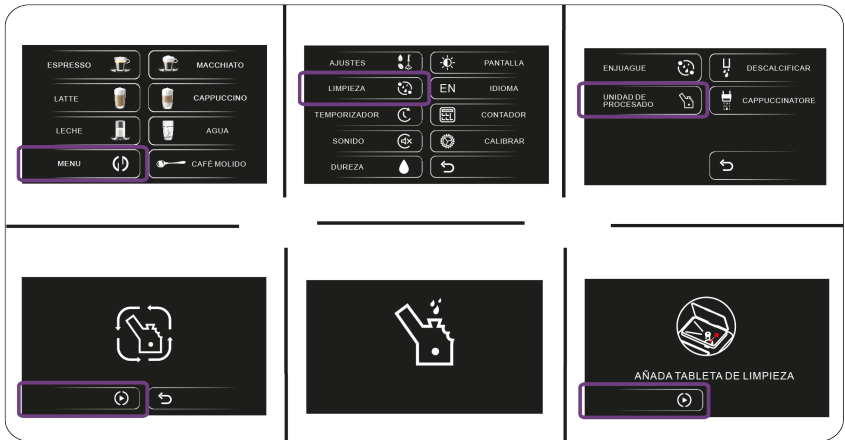 ESPRESSO
MACCHIATO
LATTE
CAPPUCCINO
LECHE
AGUA
MENU
CAFÉ MOLIDO
AJUSTES
PANTALLA
LIMPIEZA
EN IDIOMA
TEMPORIZADOR
CONTADOR
SONIDO
CALIBRAR
DUREZA
ENJUAGUE
DESCALCIFICAR
UNIDAD DE
PROCESADO
CAPPUCCINATORE
AÑADA TABLETA DE LIMPIEZA